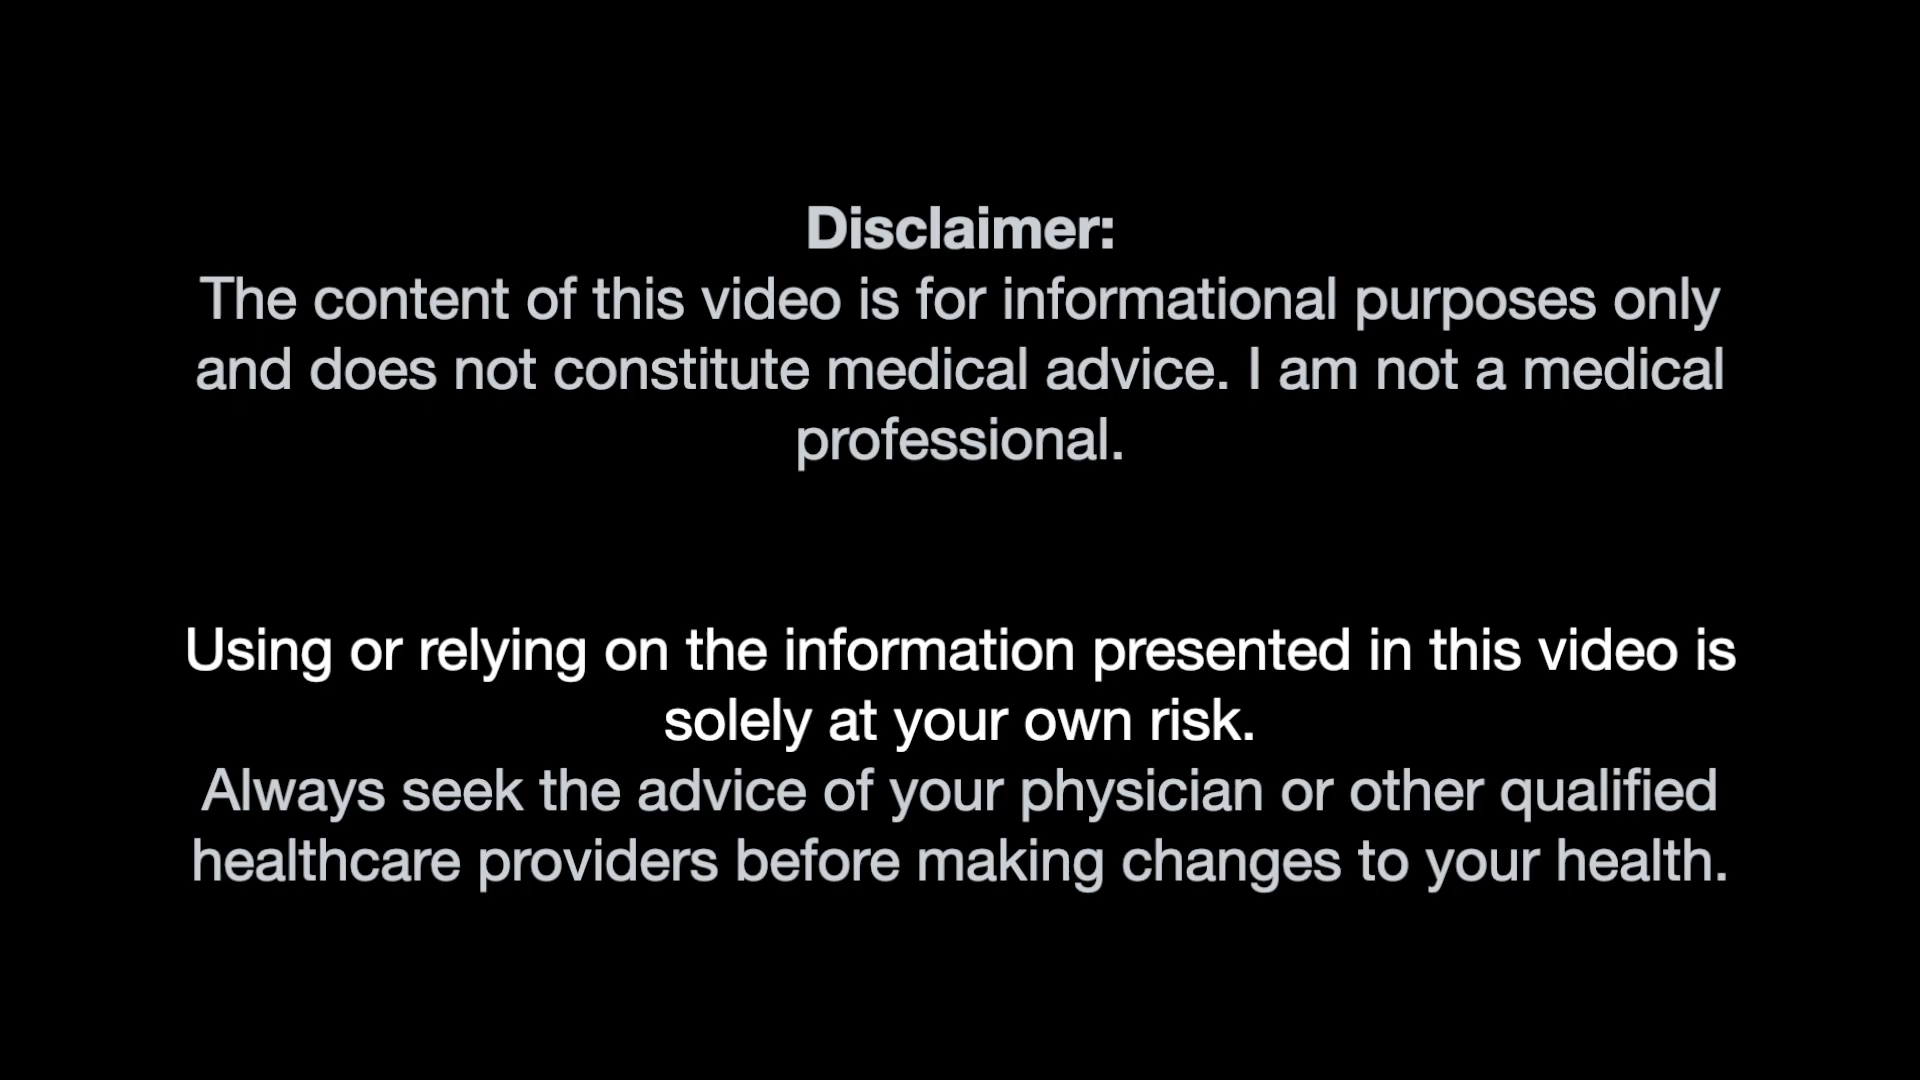 Disclaimer:
The content of this video is for informational purposes only
and does not constitute medical advice. I am not a medical
professional.
Using or relying on the information presented in this video is
solely at your own risk.
Always seek the advice of your physician or other qualified
healthcare providers before making changes to your health.